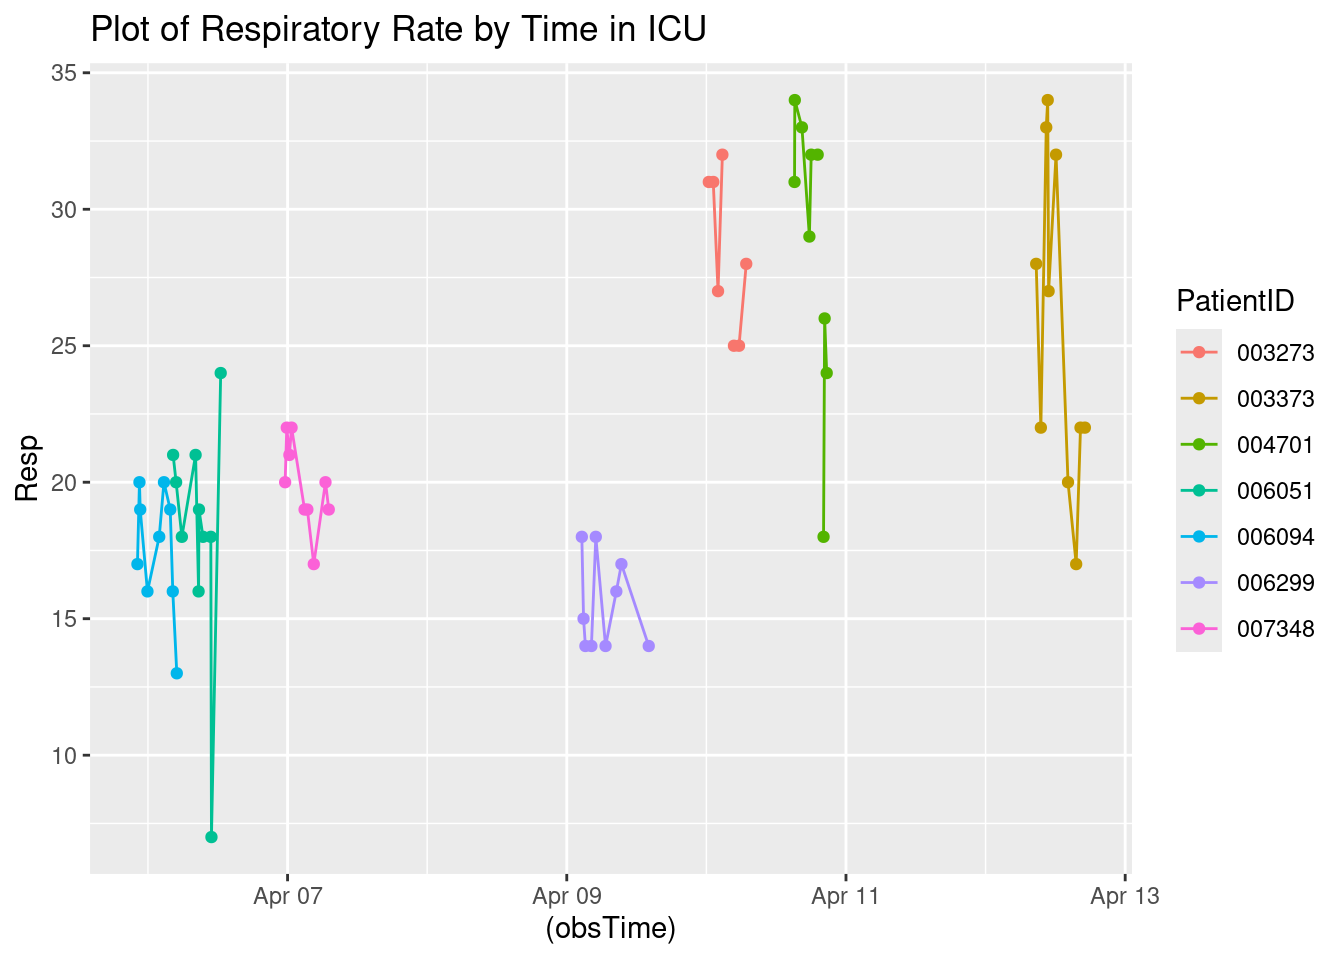 Plot of Respiratory Rate by Time in ICU
35
30
25
20
15
10
Resp
Apr 07
Apr 09
Apr 11
Apr 13
(obsTime)
PatientID
003273
003373
004701
006051
006094
006299
007348